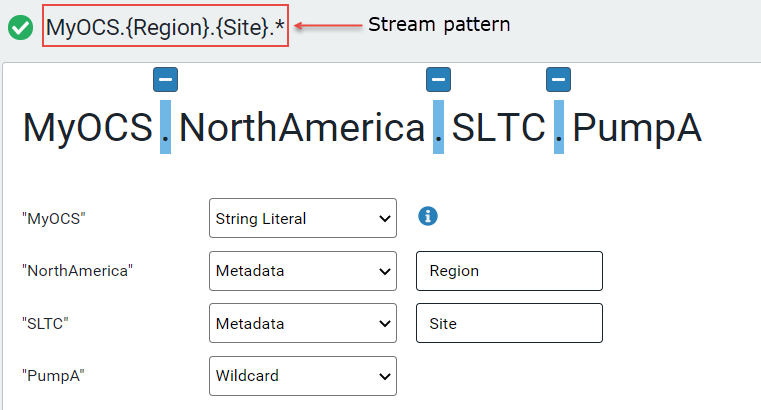 MyOCS.{Region}.{Site}.* Stream pattern
MyOCS.NorthAmerica.SLTC.PumpA
"MyOCS" String Literal
"NorthAmerica" Metadata Region
"SLTC" Metadata Site
"PumpA" Wildcard